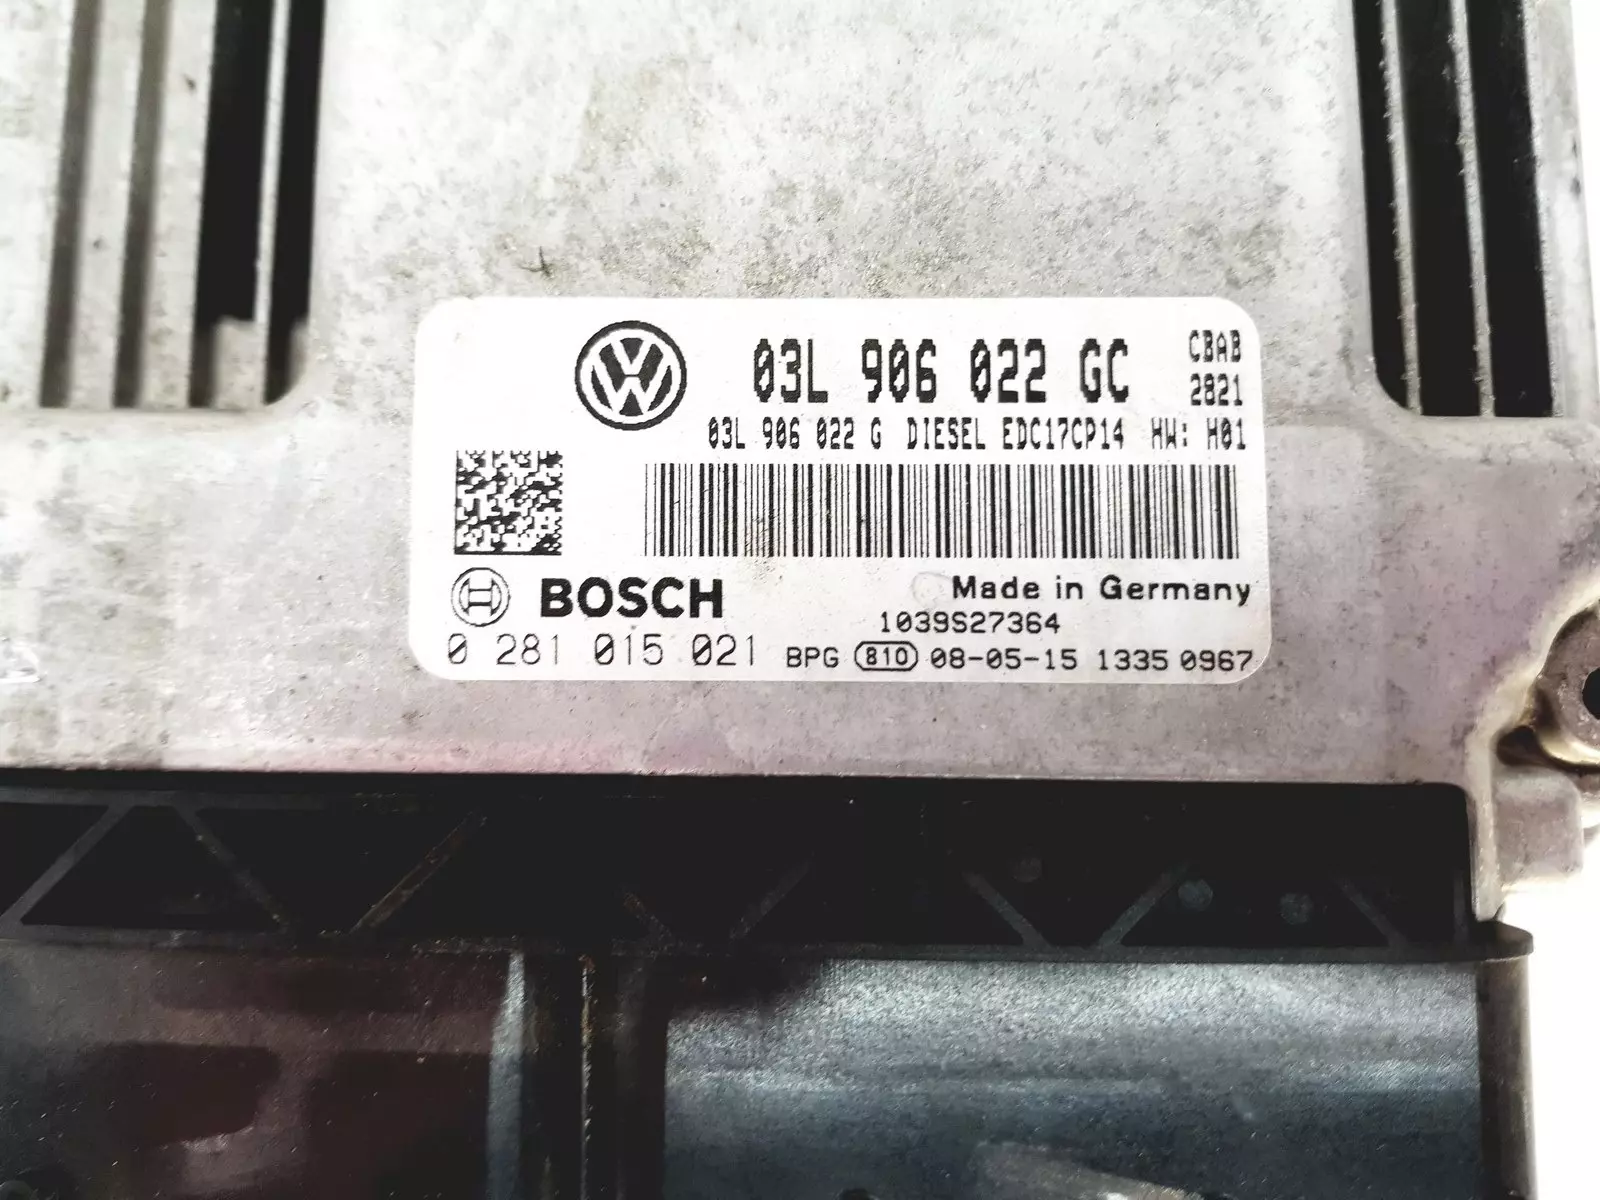 03L 906 022 GC CBAB
2821
03L 906 022 G DIESEL EDC17CP14 HW: H01
BOSCH Made in Germany
1039S27364
0 281 015 021 BPG 810 08-05-15 1335 0967